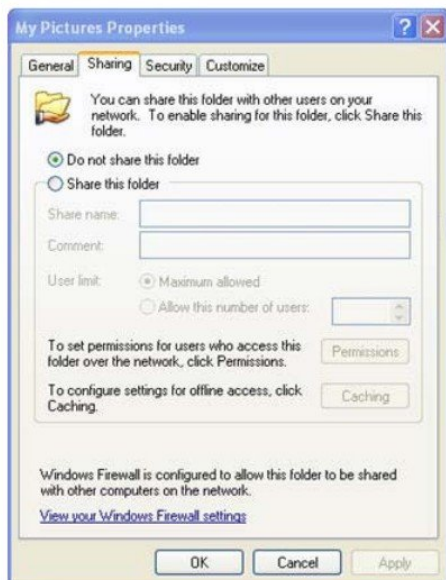 My Pictures Properties
General Sharing Security Customize
You can share this folder with other users on your
network. To enable sharing for this folder, click Share this
folder.
Do not share this folder
Share this folder
Share name:
Comment:
User limit: Maximum allowed
Allow this number of users:
To set permissions for users who access this
folder over the network, click Permissions.
Permissions
To configure settings for offline access, click
Caching.
Caching
Windows Firewall is configured to allow this folder to be shared
with other computers on the network.
View your Windows Firewall settings
OK Cancel Apply